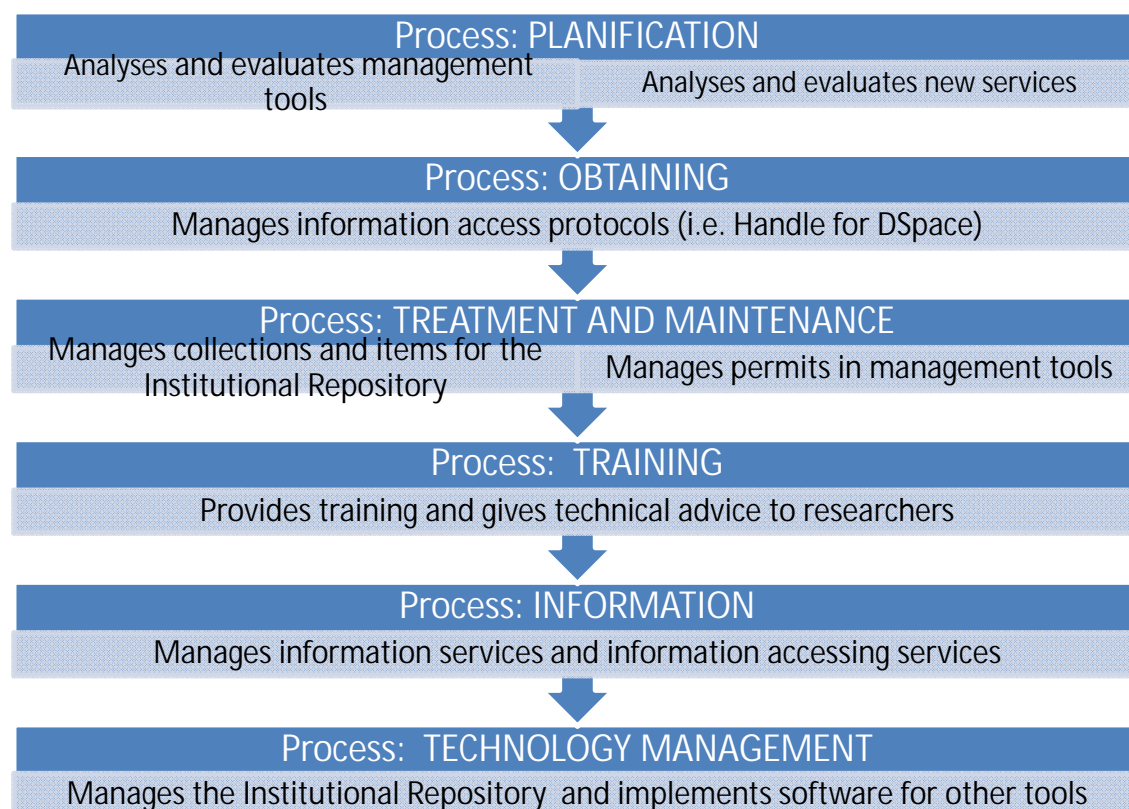 Process: PLANIFICATION
Analyses and evaluates management
tools
Analyses and evaluates new services
Process: OBTAINING
Manages information access protocols (i.e. Handle for DSpace)
Process: TREATMENT AND MAINTENANCE
Manages collections and items for the
Institutional Repository
Manages permits in management tools
Process: TRAINING
Provides training and gives technical advice to researchers
Process: INFORMATION
Manages information services and information accessing services
Process: TECHNOLOGY MANAGEMENT
Manages the Institutional Repository and implements software for other tools